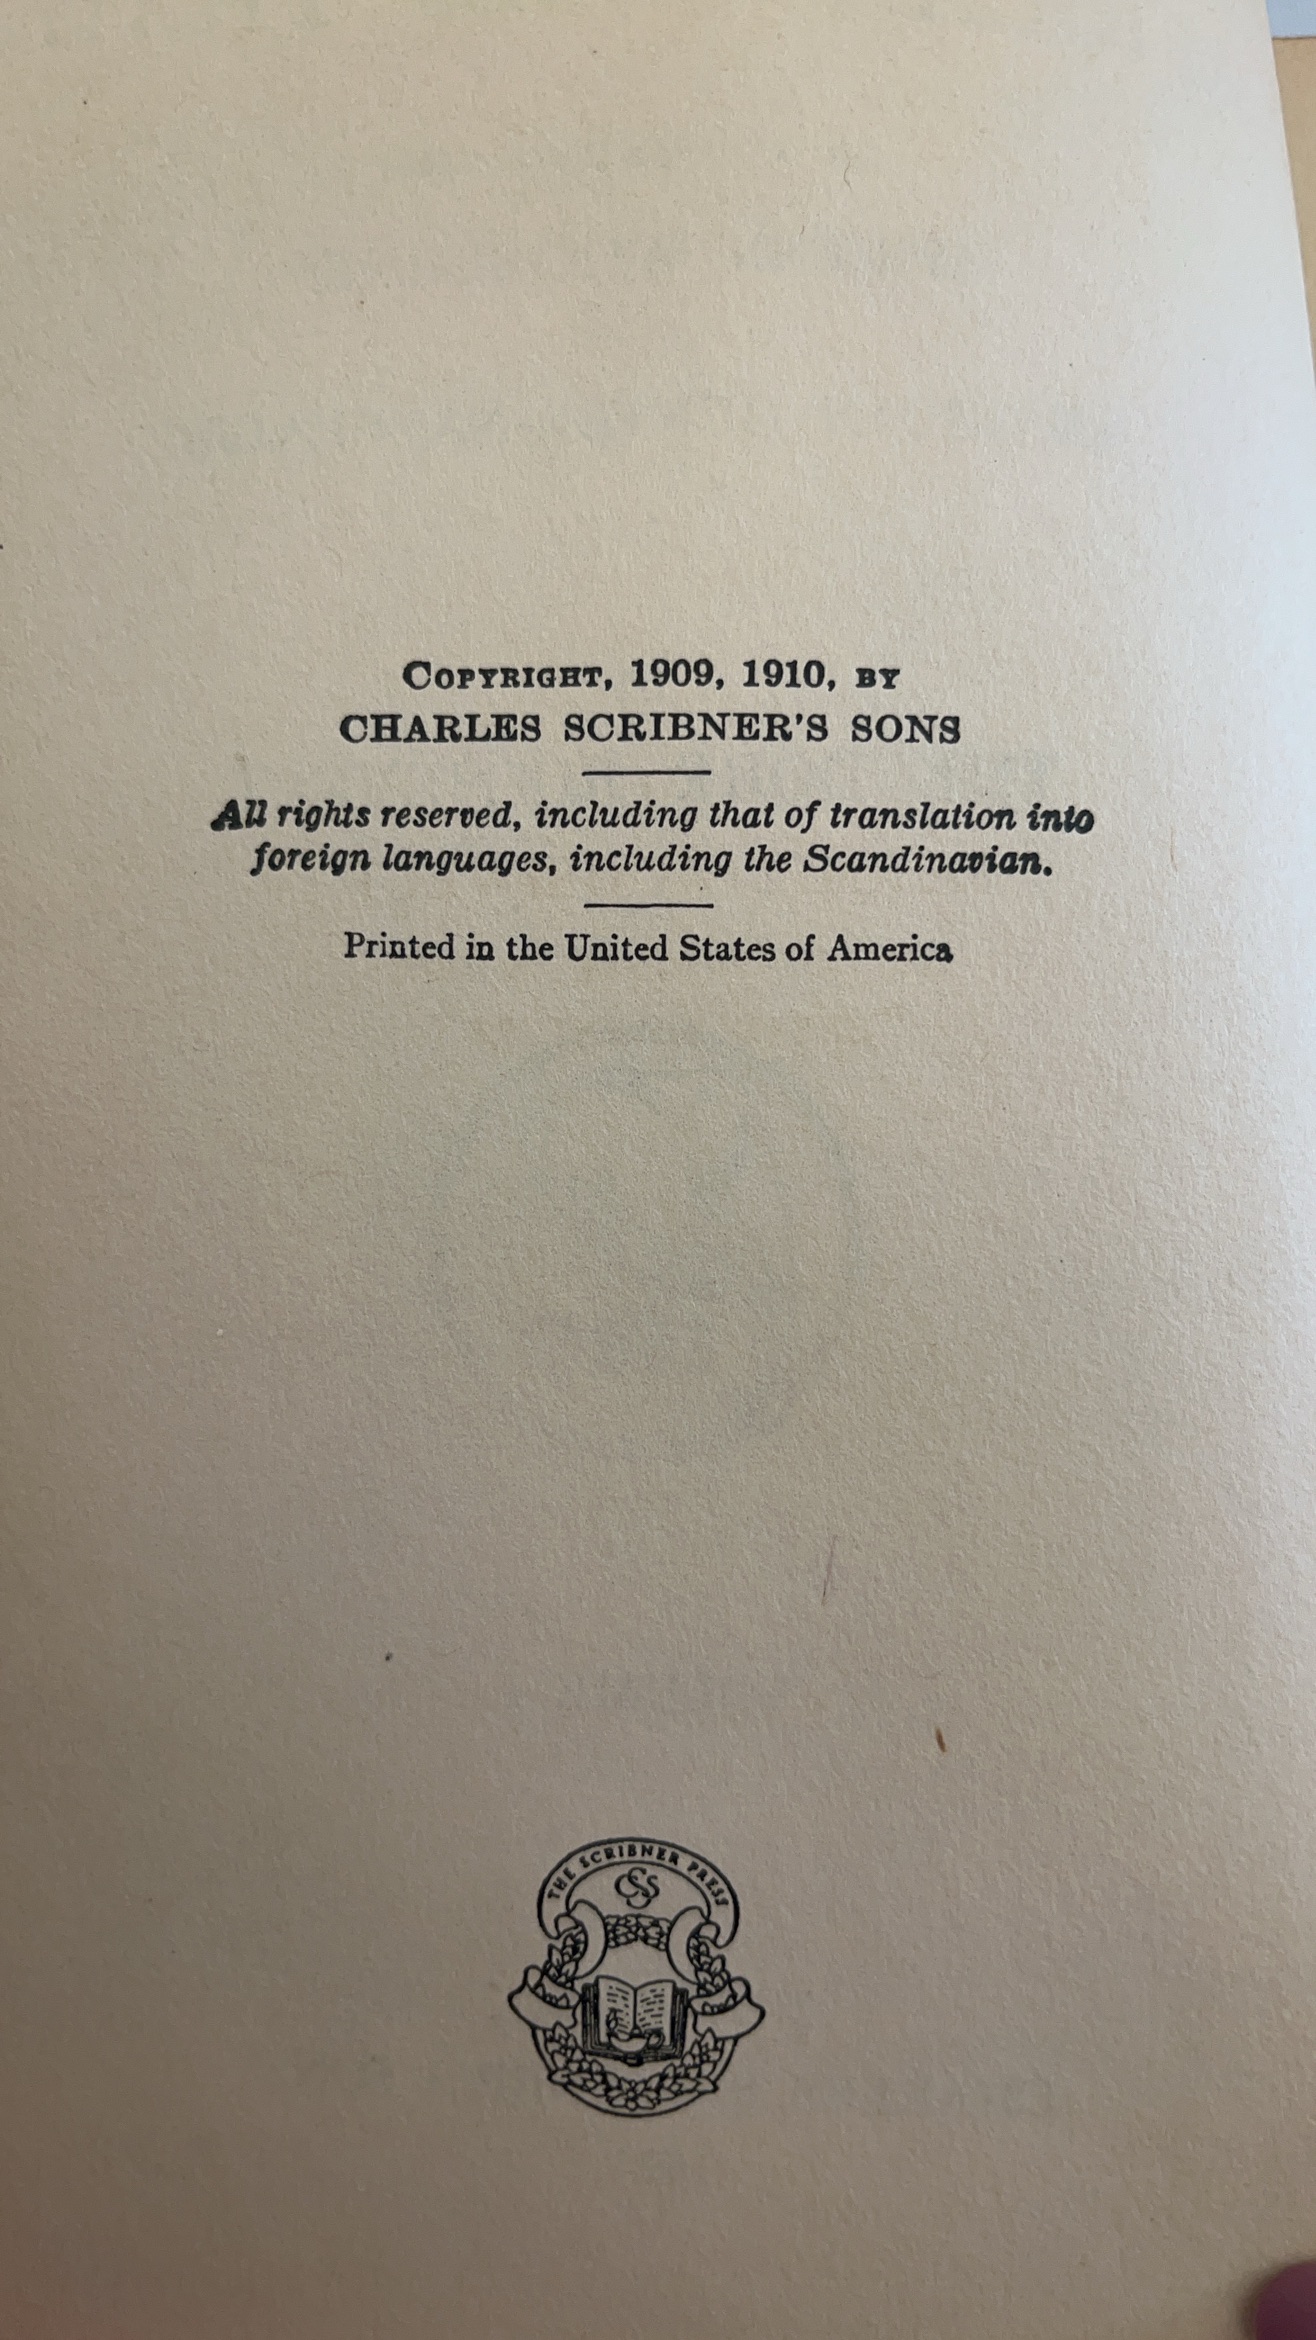 COPYRIGHT, 1909, 1910, BY
CHARLES SCRIBNER'S SONS
All rights reserved, including that of translation into
foreign languages, including the Scandinavian.
Printed in the United States of America
THE SCRIBNER PRESS
CSS